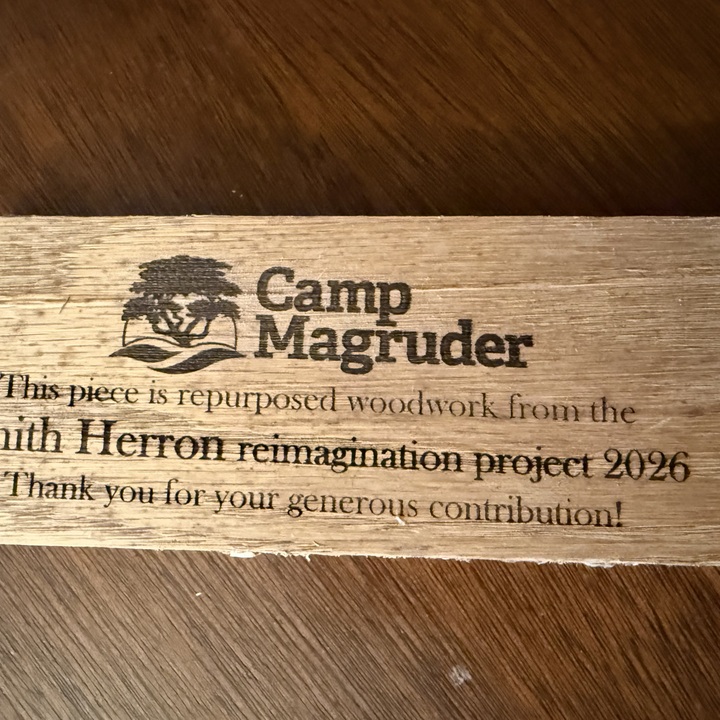 Camp
Magruder
This piece is repurposed woodwork from the
Herron reimagination project 2026
Thank you for your generous contribution!